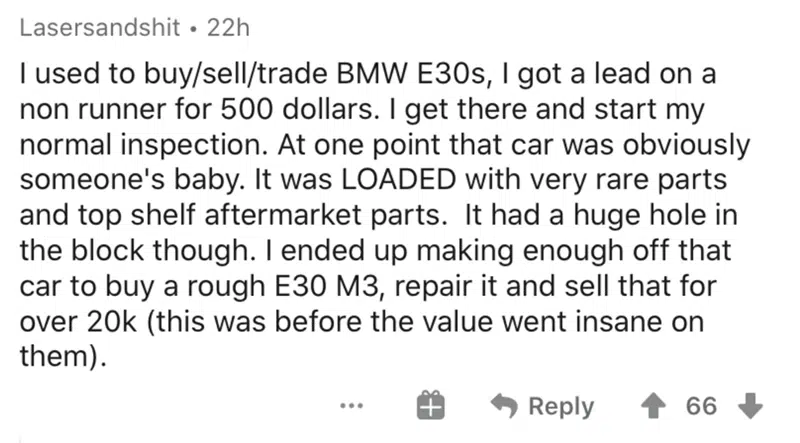 Lasersandshit • 22h
I used to buy/sell/trade BMW E30s, I got a lead on a
non runner for 500 dollars. I get there and start my
normal inspection. At one point that car was obviously
someone's baby. It was LOADED with very rare parts
and top shelf aftermarket parts.  It had a huge hole in
the block though. I ended up making enough off that
car to buy a rough E30 M3, repair it and sell that for
over 20k (this was before the value went insane on
them).
... Reply 66